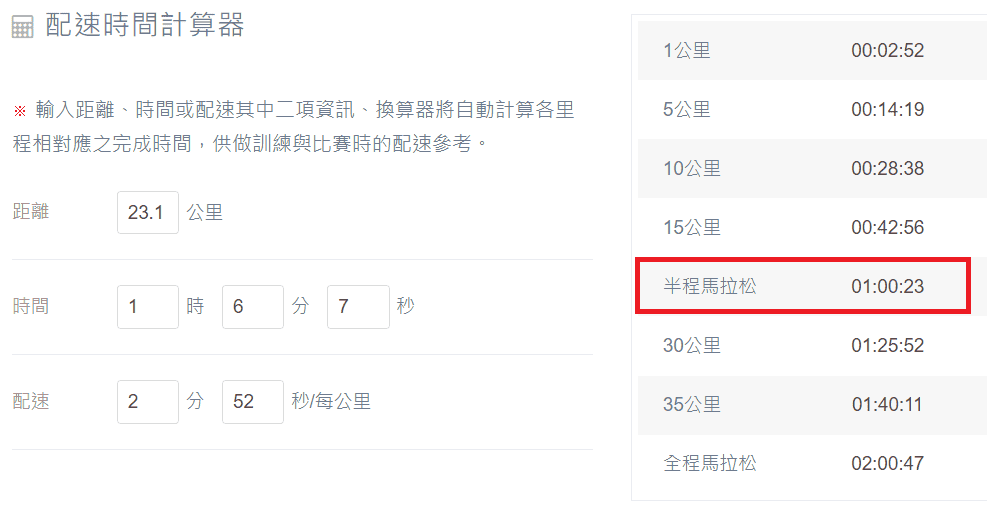 配速時間計算器
※ 輸入距離、時間或配速其中二項資訊、換算器將自動計算各里
程相對應之完成時間，供做訓練與比賽時的配速參考。
距離 23.1 公里
時間 1 時 6 分 7 秒
配速 2 分 52 秒/每公里
1公里 00:02:52
5公里 00:14:19
10公里 00:28:38
15公里 00:42:56
半程馬拉松 01:00:23
30公里 01:25:52
35公里 01:40:11
全程馬拉松 02:00:47